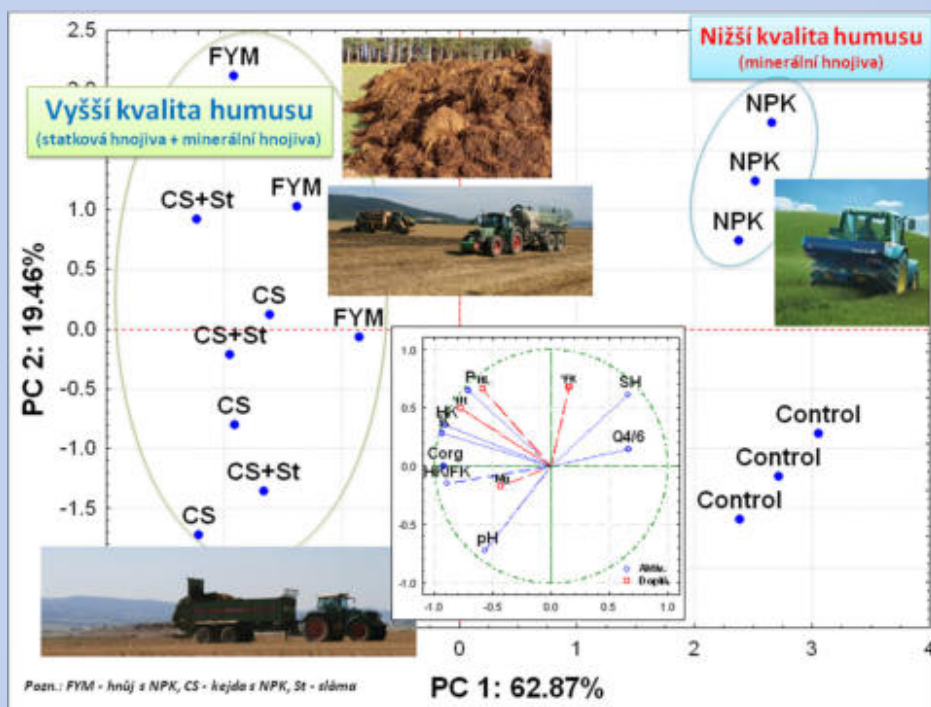 2.5
2.0
1.0
0.5
0.0
-0.5
-1.0
-1.5
PC 2: 19.46%
Vyšší kvalita humusu
(statková hnojiva + minerální hnojiva)
Nižší kvalita humusu
(minerální hnojiva)
FYM
NPK
NPK
CS+St
FYM
NPK
CS
FYM
CS+St
CS
CS+St
CS
Control
Control
Control
1.0
0.5
0.0
-0.5
-1.0
SH
Q4/6
HK
Corg
pH
-1.0
-0.5
0.0
0.5
1.0
0
1
2
3
4
PC 1: 62.87%
Pozn.: FYM - hnůj s NPK, CS - kejda s NPK, St - sláma